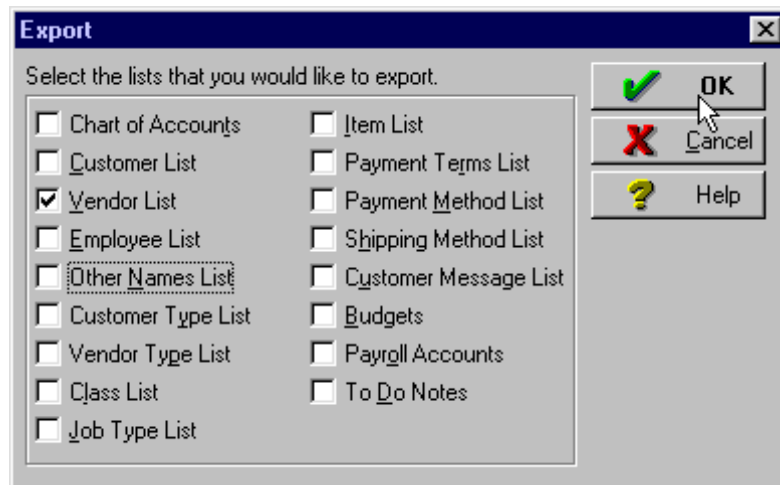 Export
Select the lists that you would like to export.
Chart of Accounts
Customer List
Vendor List
Employee List
Other Names List
Customer Type List
Vendor Type List
Class List
Job Type List
Item List
Payment Terms List
Payment Method List
Shipping Method List
Customer Message List
Budgets
Payroll Accounts
To Do Notes
OK
Cancel
Help